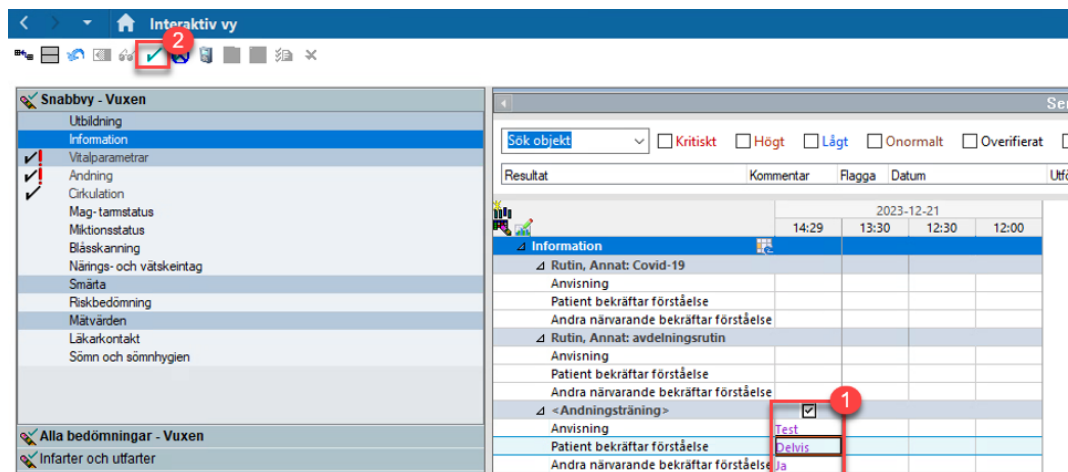 Interaktiv vy
2
Snabbvy - Vuxen
Utbildning
Information
Vitalparametrar
Andning
Cirkulation
Mag- tarmstatus
Miktionsstatus
Blåsskanning
Närings- och vätskeintag
Smärta
Riskbedömning
Mätvärden
Läkarkontakt
Sömn och sömnhygien
Alla bedömningar - Vuxen
Infarter och utfarter
Sök objekt Kritiskt Högt Lågt Onormalt Overifierat
Resultat Kommentar Flagga Datum
2023-12-21
14:29 13:30 12:30 12:00
Information
Rutin, Annat: Covid-19
Anvisning
Patient bekräftar förståelse
Andra närvarande bekräftar förståelse
Rutin, Annat: avdelningsrutin
Anvisning
Patient bekräftar förståelse
Andra närvarande bekräftar förståelse
1
<Andningsträning>
Anvisning Test
Patient bekräftar förståelse Delvis
Andra närvarande bekräftar förståelse Ja